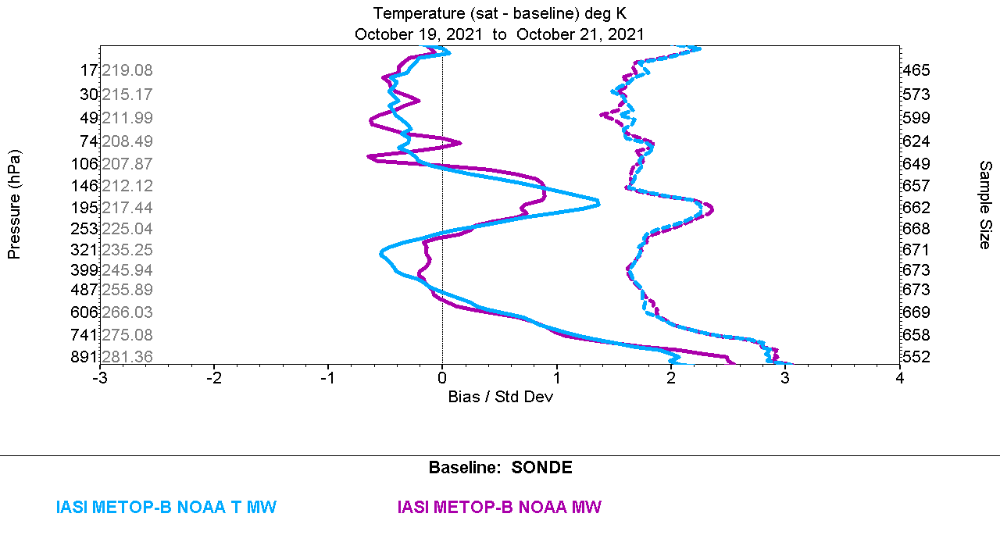 Temperature (sat - baseline) deg K
October 19, 2021 to October 21, 2021
Pressure (hPa)
17 219.08 465
30 215.17 573
49 211.99 599
74 208.49 624
106 207.87 649
146 212.12 657
195 217.44 662
253 225.04 668
321 235.25 671
399 245.94 673
487 255.89 673
606 266.03 669
741 275.08 658
891 281.36 552
Sample Size
-3 -2 -1 0 1 2 3 4
Bias / Std Dev
Baseline: SONDE
IASI METOP-B NOAA T MW IASI METOP-B NOAA MW